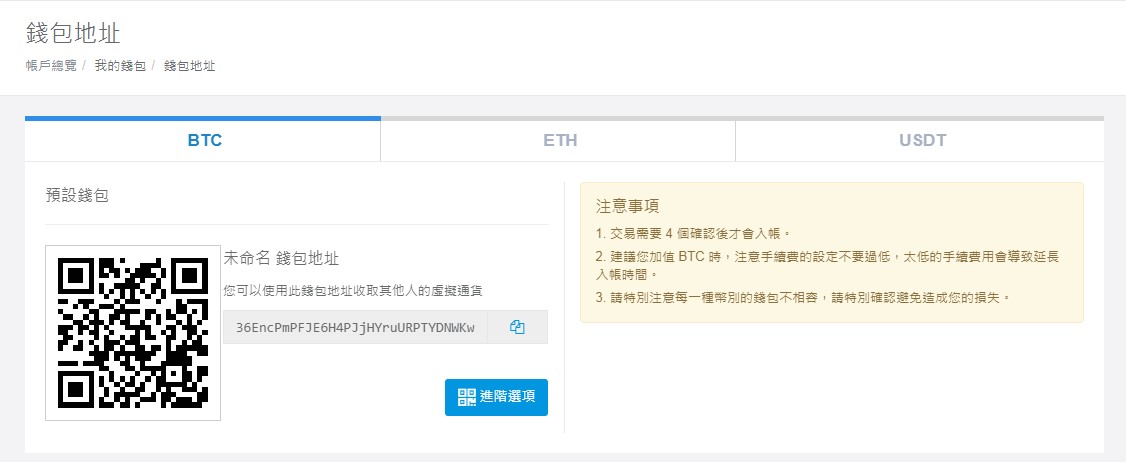 錢包地址
帳戶總覽 / 我的錢包 / 錢包地址
BTC
ETH
USDT
預設錢包
未命名 錢包地址
您可以使用此錢包地址收取其他人的虛擬通貨
36EncPmPFJE6H4PJjHYruURPTYDNWKw
進階選項
注意事項
1. 交易需要 4 個確認後才會入帳。
2. 建議您加值 BTC 時，注意手續費的設定不要過低，太低的手續費用會導致延長
入帳時間。
3. 請特別注意每一種幣別的錢包不相容，請特別確認避免造成您的損失。